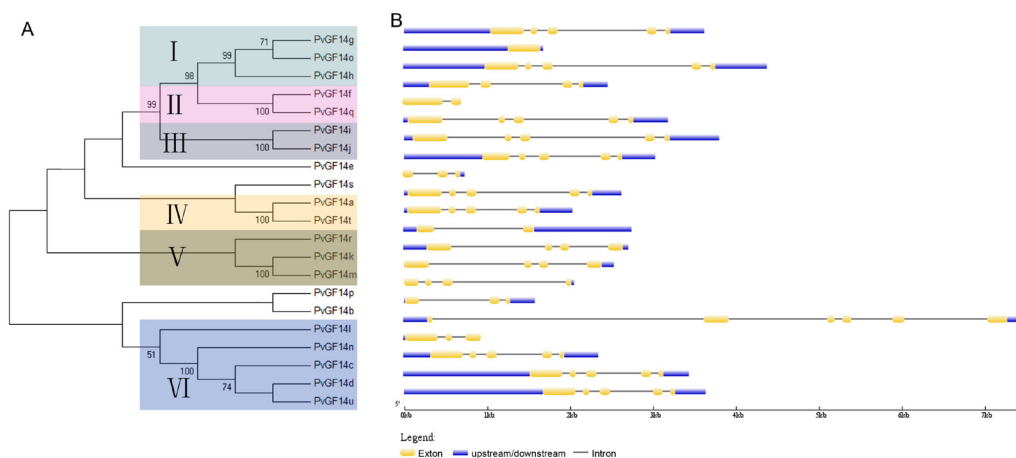 A
B
I
II
III
IV
V
VI
71
99
98
99
100
100
100
100
51
100
74
PvGF14g
PvGF14o
PvGF14h
PvGF14f
PvGF14q
PvGF14i
PvGF14j
PvGF14e
PvGF14s
PvGF14a
PvGF14t
PvGF14r
PvGF14k
PvGF14m
PvGF14p
PvGF14b
PvGF14l
PvGF14n
PvGF14c
PvGF14d
PvGF14u
5'
Legend:
Exton upstream/downstream Intron